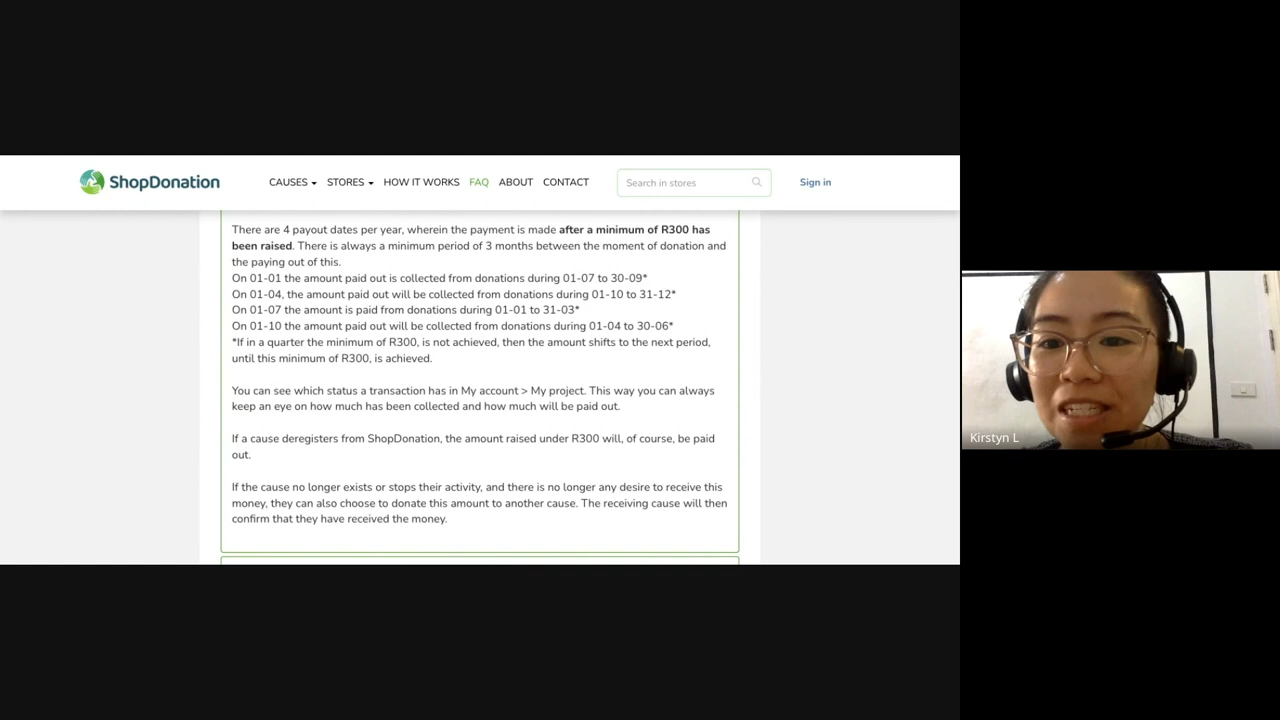 ShopDonation
CAUSES
STORES
HOW IT WORKS
FAQ
ABOUT
CONTACT
Search in stores
Sign in
There are 4 payout dates per year, wherein the payment is made after a minimum of R300 has
been raised. There is always a minimum period of 3 months between the moment of donation and
the paying out of this.
On 01-01 the amount paid out is collected from donations during 01-07 to 30-09*
On 01-04, the amount paid out will be collected from donations during 01-10 to 31-12*
On 01-07 the amount is paid from donations during 01-01 to 31-03*
On 01-10 the amount paid out will be collected from donations during 01-04 to 30-06*
*If in a quarter the minimum of R300, is not achieved, then the amount shifts to the next period,
until this minimum of R300, is achieved.
You can see which status a transaction has in My account > My project. This way you can always
keep an eye on how much has been collected and how much will be paid out.
If a cause deregisters from ShopDonation, the amount raised under R300 will, of course, be paid
out.
If the cause no longer exists or stops their activity, and there is no longer any desire to receive this
money, they can also choose to donate this amount to another cause. The receiving cause will then
confirm that they have received the money.
Kirstyn L